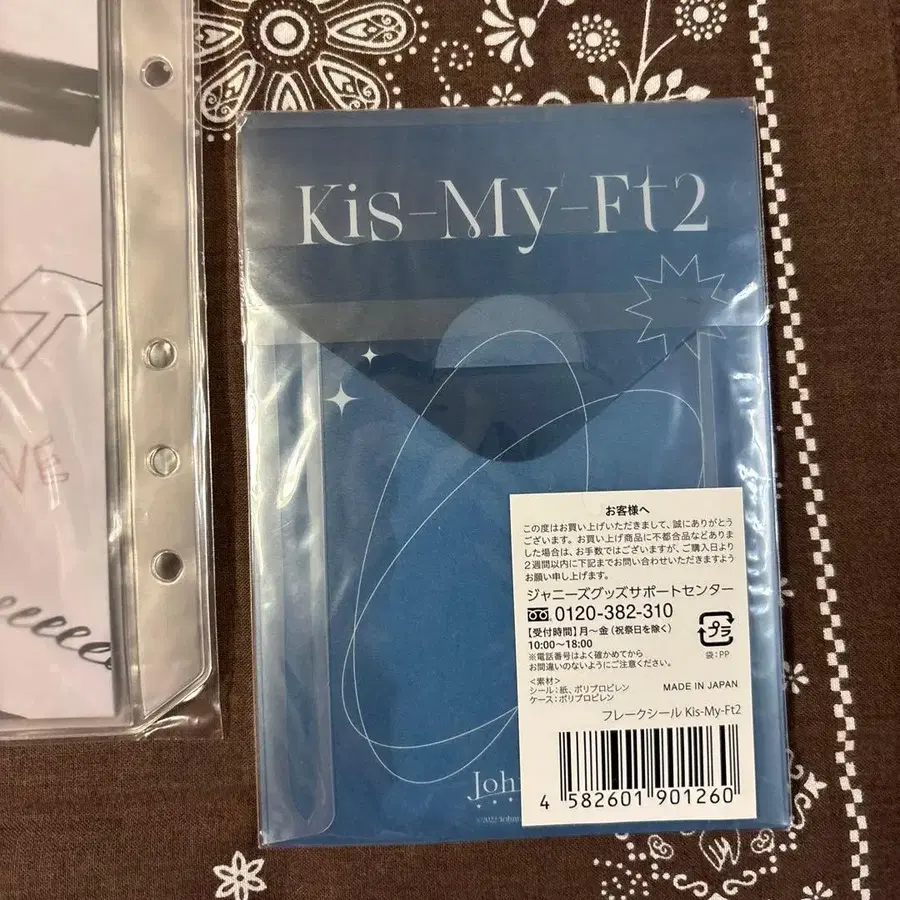 Kis-My-Ft2
VE
お客様へ
この度はお買い上げいただきまして、誠にありがとう
ございます。お買い上げ商品に不都合品などありま
した場合は、お手数ではございますが、ご購入日より
2週間以内に下記までお問い合わせいただきますよう
お願い申し上げます。
ジャニーズグッズサポートセンター
0120-382-310
【受付時間】月〜金(祝祭日を除く)
10:00〜18:00
※電話番号はよく確かめてから
お間違いのないようにご注意ください。
プラ
袋:PP
<素材>
シール:紙、ポリプロピレン
ケース:ポリプロピレン
MADE IN JAPAN
フレークシール Kis-My-Ft2
4 582601 901260
Joh
©2022 Johnn